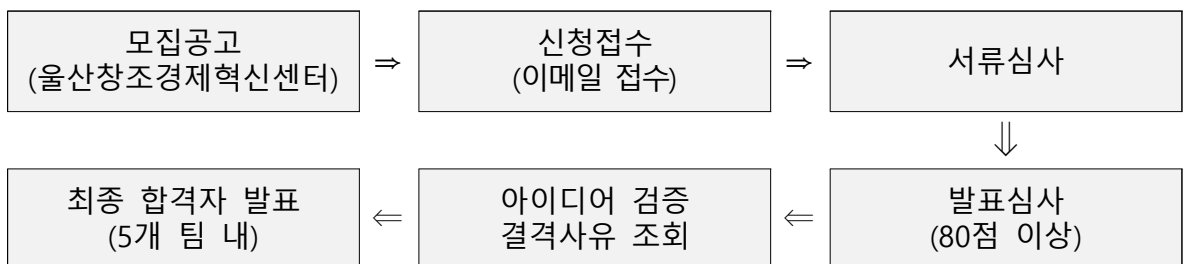 모집공고
(울산창조경제혁신센터)
⇒
신청접수
(이메일 접수)
⇒
서류심사
⇓
발표심사
(80점 이상)
⇐
아이디어 검증
결격사유 조회
⇐
최종 합격자 발표
(5개 팀 내)